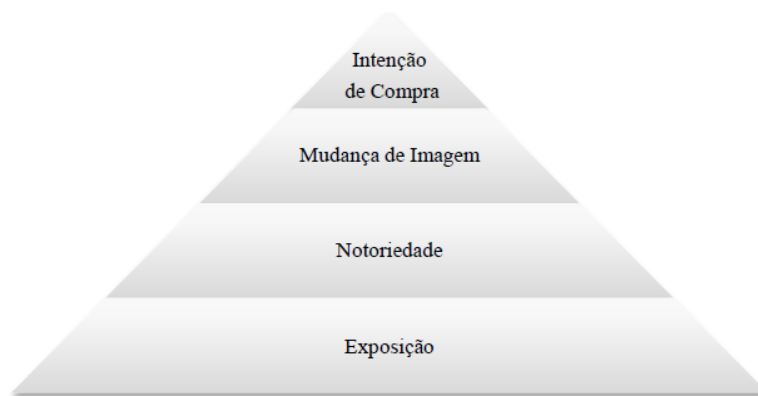 Intenção
de Compra
Mudança de Imagem
Notoriedade
Exposição